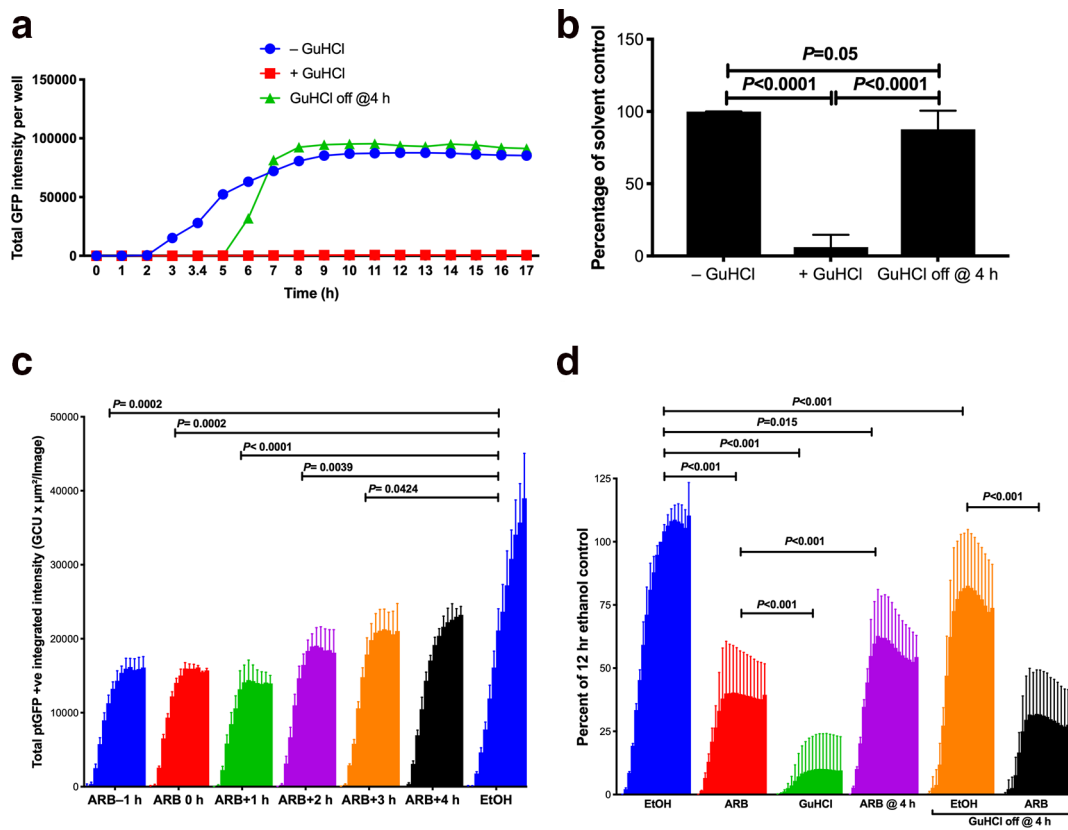 a
– GuHCl
+ GuHCl
GuHCl off @4 h
Total GFP intensity per well
150000
100000
50000
0
0 1 2 3 3.4 5 6 7 8 9 10 11 12 13 14 15 16 17
Time (h)
b
Percentage of solvent control
150
100
50
0
P=0.05
P<0.0001 P<0.0001
– GuHCl + GuHCl GuHCl off @ 4 h
c
Total ptGFP +ve integrated intensity (GCU x µm²/Image)
50000
40000
30000
20000
10000
0
P= 0.0002
P= 0.0002
P< 0.0001
P= 0.0039
P= 0.0424
ARB–1 h ARB 0 h ARB+1 h ARB+2 h ARB+3 h ARB+4 h EtOH
d
Percent of 12 hr ethanol control
125
100
75
50
25
0
P<0.001
P=0.015
P<0.001
P<0.001
P<0.001
P<0.001
P<0.001
EtOH ARB GuHCl ARB @ 4 h EtOH ARB
GuHCl off @ 4 h